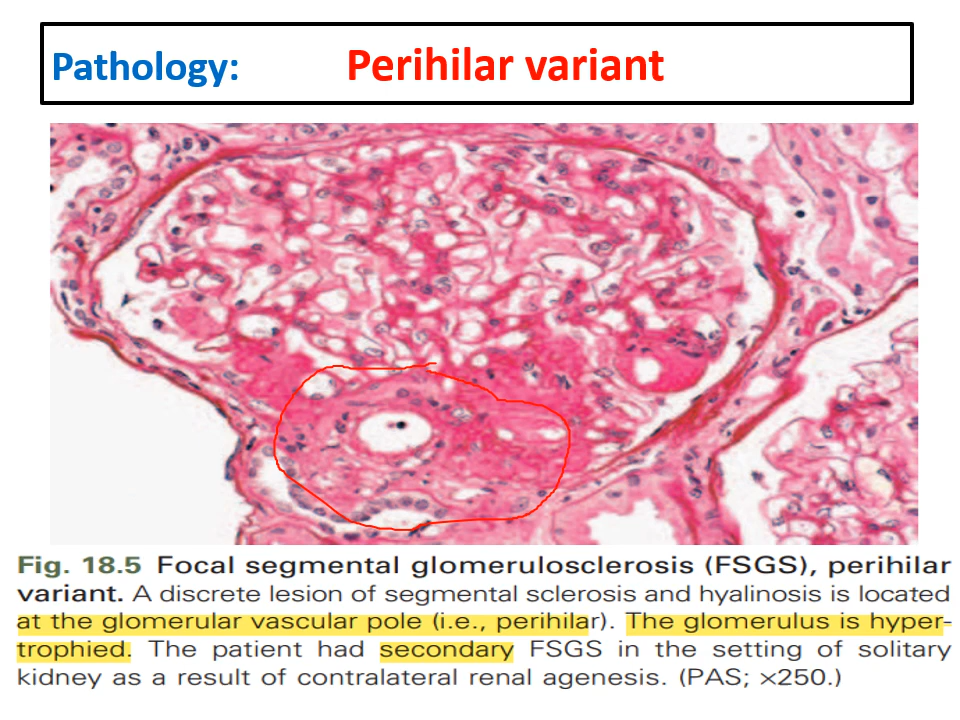 Pathology: Perihilar variant
Fig. 18.5 Focal segmental glomerulosclerosis (FSGS), perihilar
variant. A discrete lesion of segmental sclerosis and hyalinosis is located
at the glomerular vascular pole (i.e., perihilar). The glomerulus is hyper-
trophied. The patient had secondary FSGS in the setting of solitary
kidney as a result of contralateral renal agenesis. (PAS; ×250.)